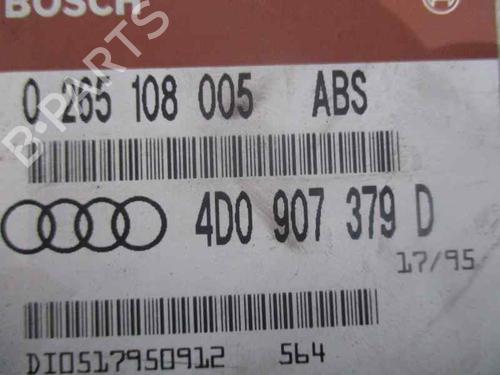 BOSCH
0 265 108 005 ABS
4D0 907 379 D
17/95
DI0517950912 564
B-PARTS